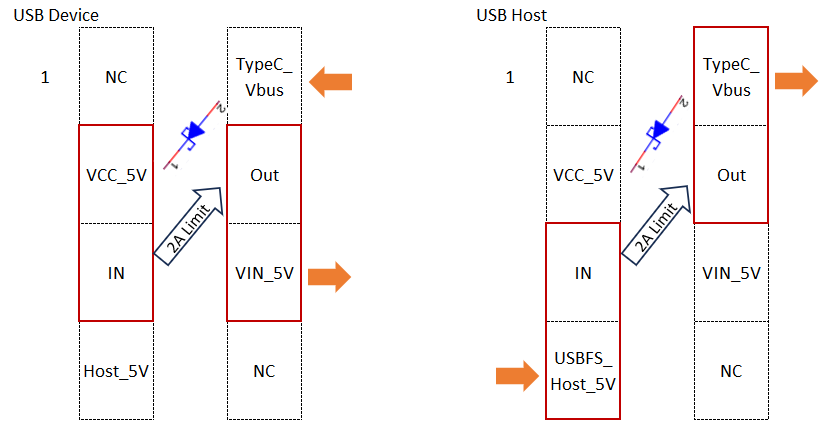 USB Device
USB Host
1
NC
TypeC_
Vbus
2
1
VCC_5V
Out
2A Limit
IN
VIN_5V
Host_5V
NC
1
NC
TypeC_
Vbus
2
1
VCC_5V
Out
2A Limit
IN
VIN_5V
USBFS_
Host_5V
NC